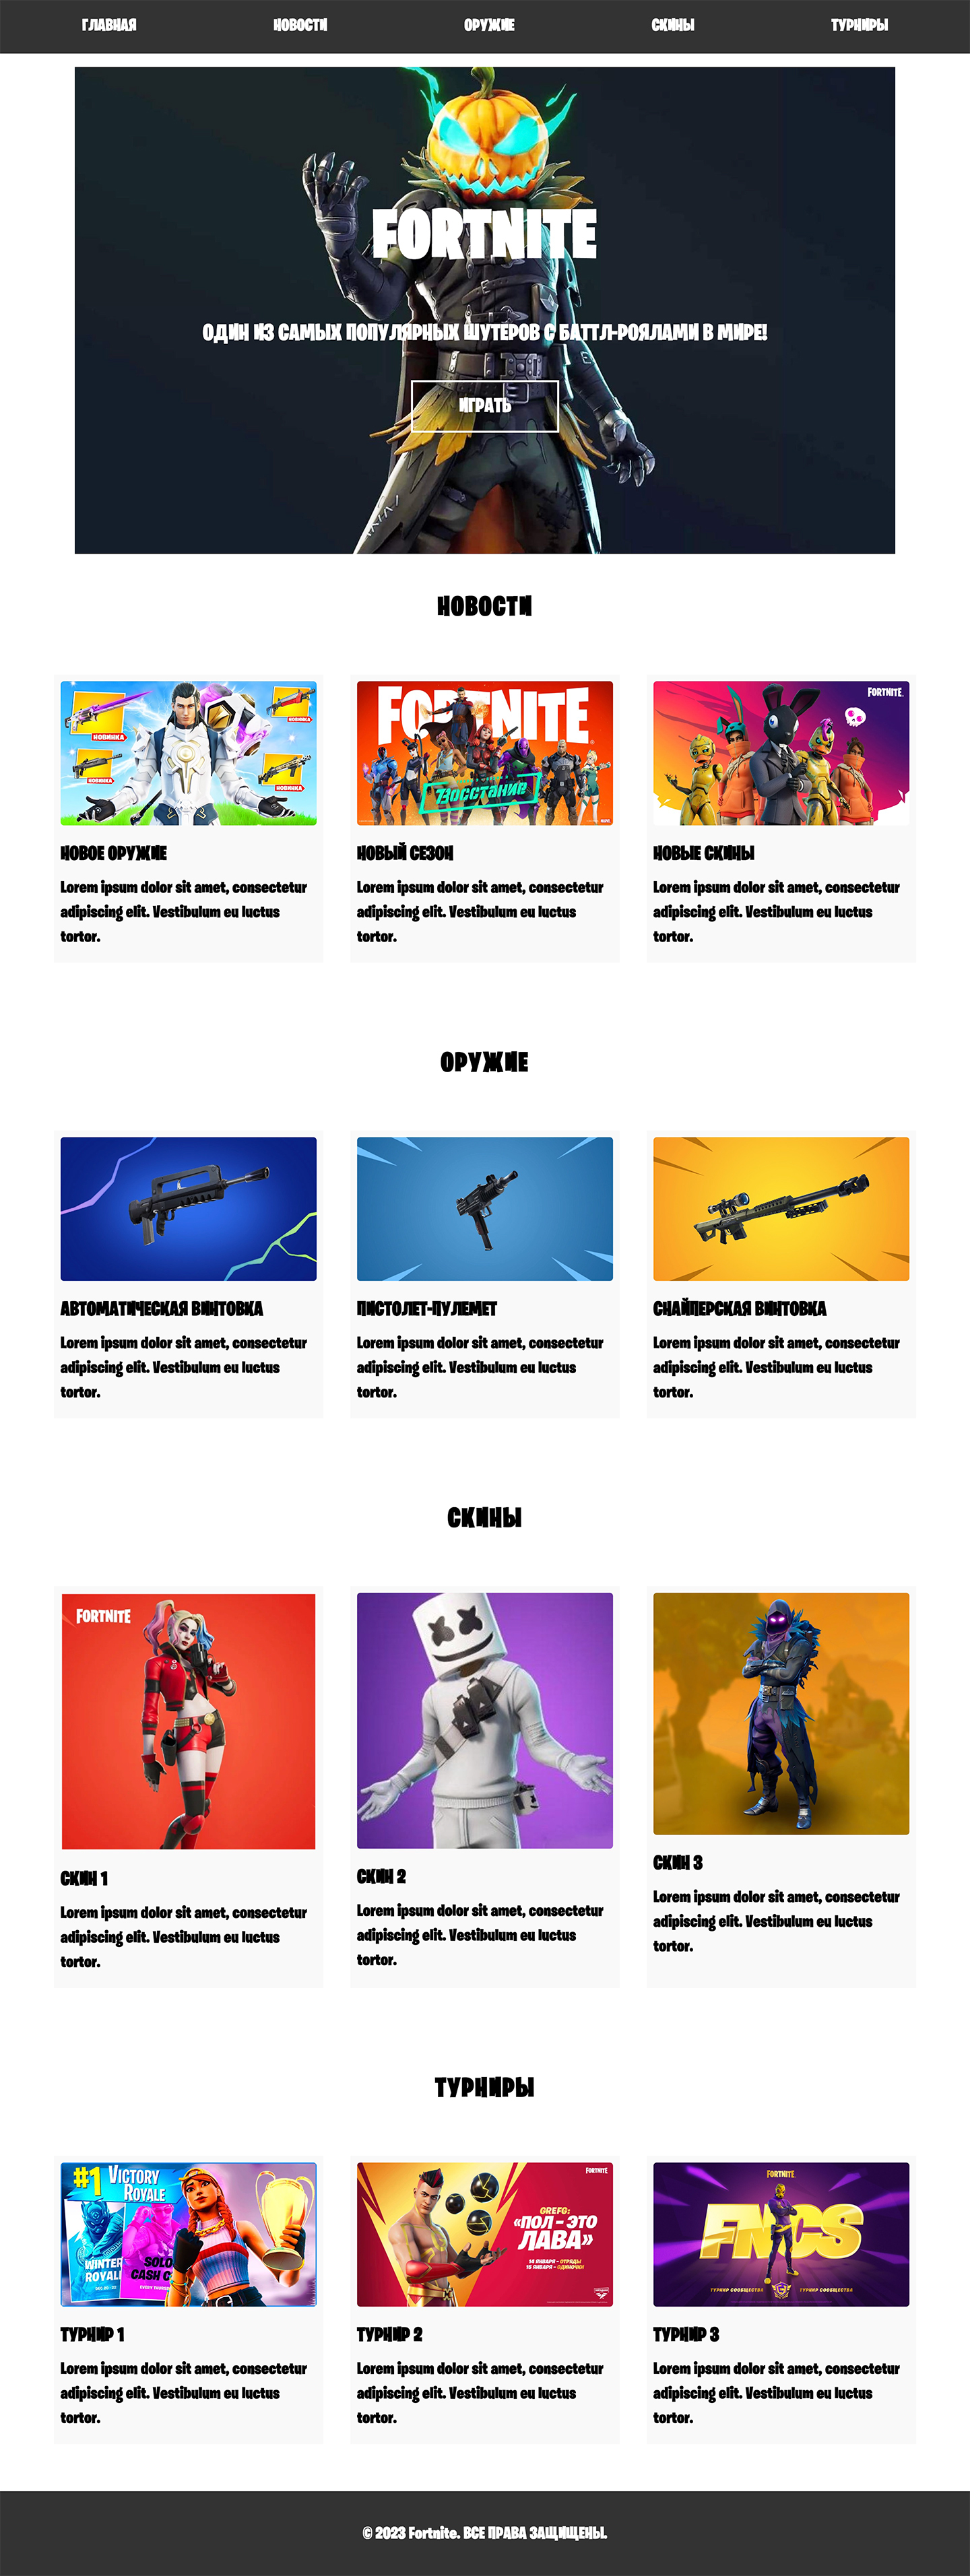 ГЛАВНАЯ НОВОСТИ ОРУЖИЕ СКИНЫ ТУРНИРЫ
FORTNITE
ОДИН ИЗ САМЫХ ПОПУЛЯРНЫХ ШУТЕРОВ С БАТТЛ-РОЯЛАМИ В МИРЕ!
ИГРАТЬ
НОВОСТИ
НОВИНКА
НОВИНКА
НОВИНКА
НОВИНКА
НОВОЕ ОРУЖИЕ
Lorem ipsum dolor sit amet, consectetur
adipiscing elit. Vestibulum eu luctus
tortor.
FORTNITE
Восстание
НОВЫЙ СЕЗОН
Lorem ipsum dolor sit amet, consectetur
adipiscing elit. Vestibulum eu luctus
tortor.
FORTNITE
НОВЫЕ СКИНЫ
Lorem ipsum dolor sit amet, consectetur
adipiscing elit. Vestibulum eu luctus
tortor.
ОРУЖИЕ
АВТОМАТИЧЕСКАЯ ВИНТОВКА
Lorem ipsum dolor sit amet, consectetur
adipiscing elit. Vestibulum eu luctus
tortor.
ПИСТОЛЕТ-ПУЛЕМЕТ
Lorem ipsum dolor sit amet, consectetur
adipiscing elit. Vestibulum eu luctus
tortor.
СНАЙПЕРСКАЯ ВИНТОВКА
Lorem ipsum dolor sit amet, consectetur
adipiscing elit. Vestibulum eu luctus
tortor.
СКИНЫ
FORTNITE
СКИН 1
Lorem ipsum dolor sit amet, consectetur
adipiscing elit. Vestibulum eu luctus
tortor.
СКИН 2
Lorem ipsum dolor sit amet, consectetur
adipiscing elit. Vestibulum eu luctus
tortor.
СКИН 3
Lorem ipsum dolor sit amet, consectetur
adipiscing elit. Vestibulum eu luctus
tortor.
ТУРНИРЫ
#1 VICTORY
ROYALE
WINTER
ROYAL
SOLO
CASH C
ТУРНИР 1
Lorem ipsum dolor sit amet, consectetur
adipiscing elit. Vestibulum eu luctus
tortor.
FORTNITE
GREFG:
«ПОЛ – ЭТО
ЛАВА»
14 ЯНВАРЯ – ОТРЯДЫ
15 ЯНВАРЯ – ОДИНОЧКИ
ТУРНИР 2
Lorem ipsum dolor sit amet, consectetur
adipiscing elit. Vestibulum eu luctus
tortor.
FORTNITE
FNCS
ТУРНИР СООБЩЕСТВА ТУРНИР СООБЩЕСТВА
ТУРНИР 3
Lorem ipsum dolor sit amet, consectetur
adipiscing elit. Vestibulum eu luctus
tortor.
© 2023 Fortnite. ВСЕ ПРАВА ЗАЩИЩЕНЫ.